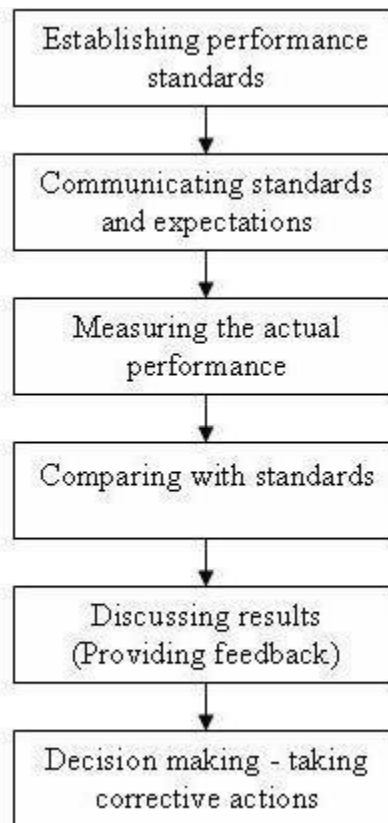 Establishing performance
standards
Communicating standards
and expectations
Measuring the actual
performance
Comparing with standards
Discussing results
(Providing feedback)
Decision making - taking
corrective actions